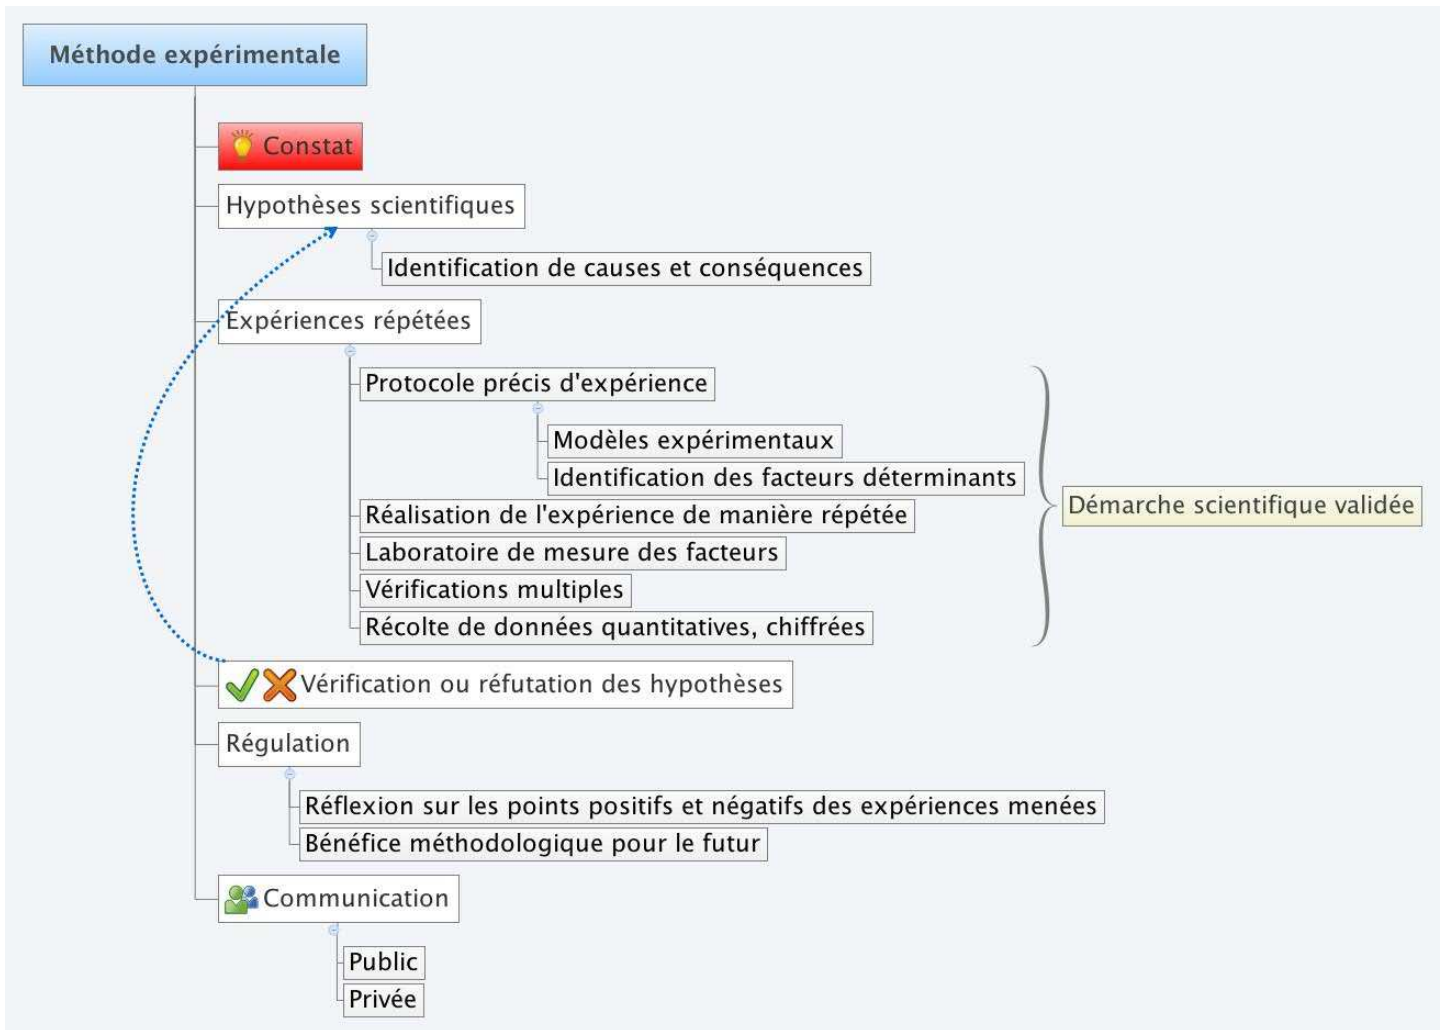 Méthode expérimentale
Constat
Hypothèses scientifiques
Identification de causes et conséquences
Expériences répétées
Protocole précis d'expérience
Modèles expérimentaux
Identification des facteurs déterminants
Réalisation de l'expérience de manière répétée
Laboratoire de mesure des facteurs
Vérifications multiples
Récolte de données quantitatives, chiffrées
Démarche scientifique validée
Vérification ou réfutation des hypothèses
Régulation
Réflexion sur les points positifs et négatifs des expériences menées
Bénéfice méthodologique pour le futur
Communication
Public
Privée